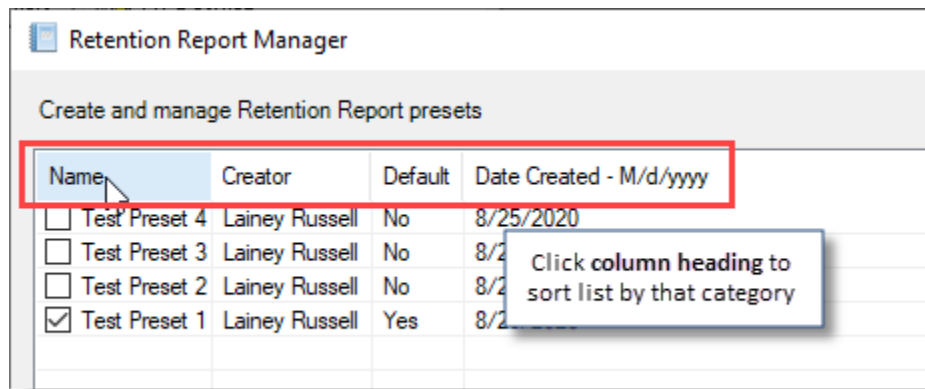 Retention Report Manager
Create and manage Retention Report presets
Name Creator Default Date Created - M/d/yyyy
Test Preset 4 Lainey Russell No 8/25/2020
Test Preset 3 Lainey Russell No
Test Preset 2 Lainey Russell No
Test Preset 1 Lainey Russell Yes
Click column heading to
sort list by that category